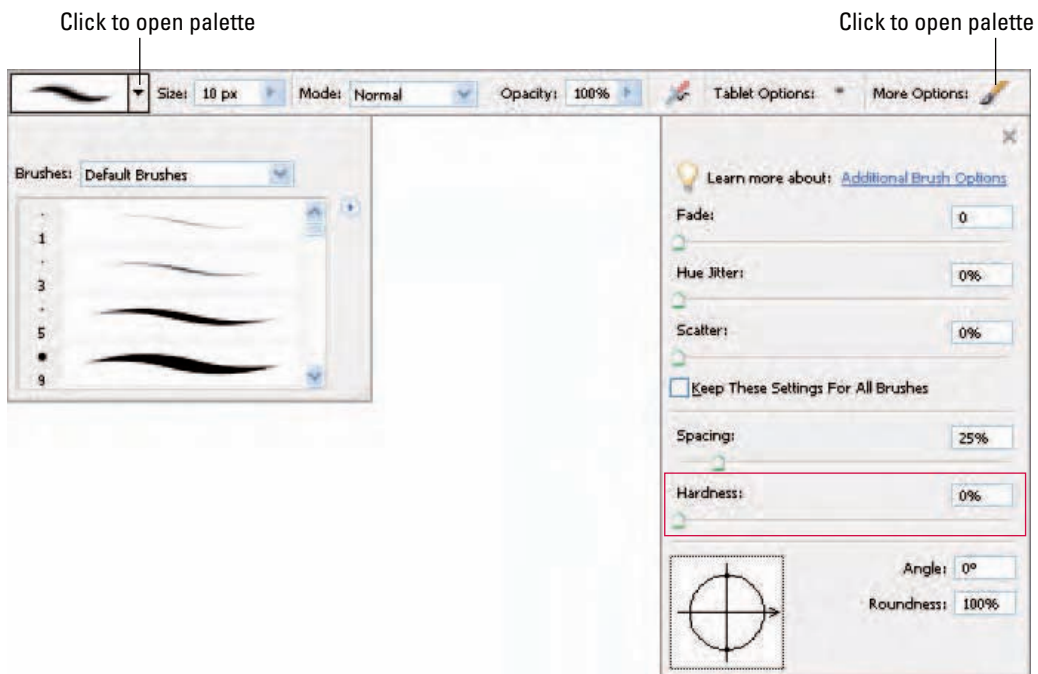 Click to open palette
Click to open palette
Size: 10 px Mode: Normal Opacity: 100% Tablet Options: More Options:
Brushes: Default Brushes
1
3
5
9
Learn more about: Additional Brush Options
Fade: 0
Hue Jitter: 0%
Scatter: 0%
Keep These Settings For All Brushes
Spacing: 25%
Hardness: 0%
Angle: 0°
Roundness: 100%